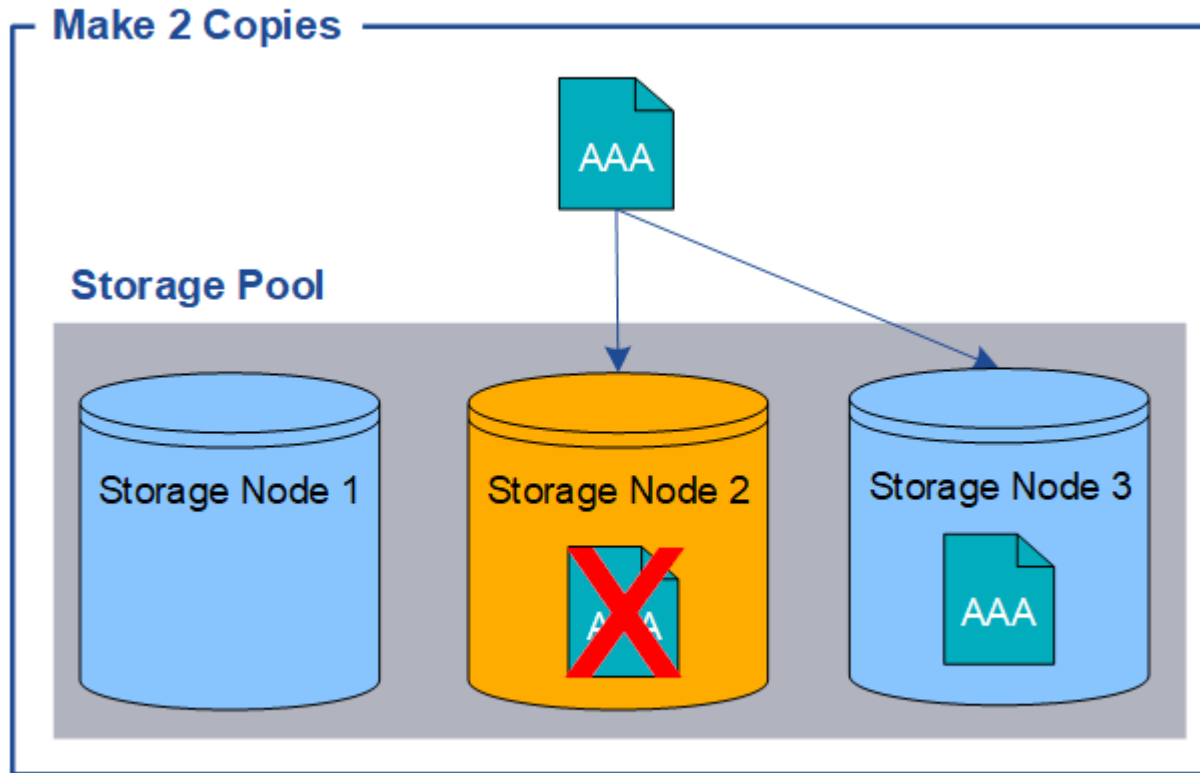 Make 2 Copies
AAA
Storage Pool
Storage Node 1
Storage Node 2
Storage Node 3
AAA